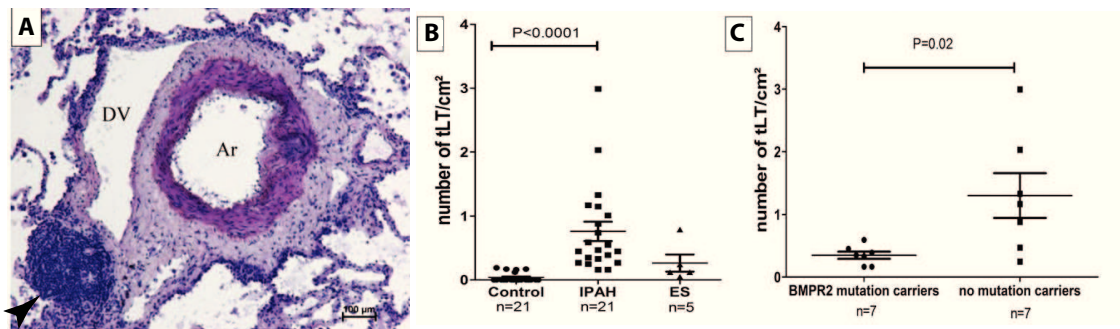 A
DV
Ar
100 µm
B
P<0.0001
number of tLT/cm²
4
3
2
1
0
Control
IPAH
ES
n=21
n=21
n=5
C
P=0.02
number of tLT/cm²
4
3
2
1
0
BMPR2 mutation carriers
no mutation carriers
n=7
n=7